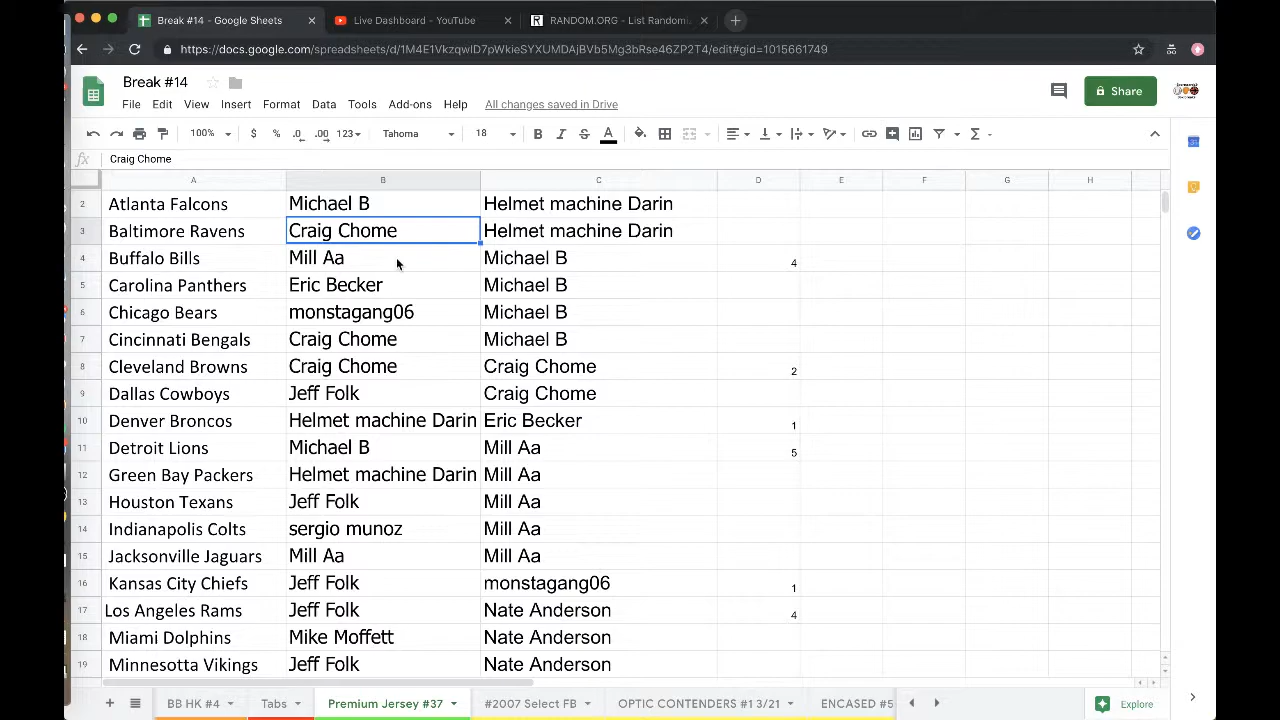 Break #14 - Google Sheets
Live Dashboard - YouTube
RANDOM.ORG - List Randomi
https://docs.google.com/spreadsheets/d/1M4E1VkzqwID7pWkieSYXUMDAjBVb5Mg3bRse46ZP2T4/edit#gid=1015661749
Break #14
File Edit View Insert Format Data Tools Add-ons Help All changes saved in Drive
Share
100% $ % .0 .00 123 Tahoma 18 B I S A
fx Craig Chome
A B C D E F G H
2 Atlanta Falcons Michael B Helmet machine Darin
3 Baltimore Ravens Craig Chome Helmet machine Darin
4 Buffalo Bills Mill Aa Michael B 4
5 Carolina Panthers Eric Becker Michael B
6 Chicago Bears monstagang06 Michael B
7 Cincinnati Bengals Craig Chome Michael B
8 Cleveland Browns Craig Chome Craig Chome 2
9 Dallas Cowboys Jeff Folk Craig Chome
10 Denver Broncos Helmet machine Darin Eric Becker 1
11 Detroit Lions Michael B Mill Aa 5
12 Green Bay Packers Helmet machine Darin Mill Aa
13 Houston Texans Jeff Folk Mill Aa
14 Indianapolis Colts sergio munoz Mill Aa
15 Jacksonville Jaguars Mill Aa Mill Aa
16 Kansas City Chiefs Jeff Folk monstagang06 1
17 Los Angeles Rams Jeff Folk Nate Anderson 4
18 Miami Dolphins Mike Moffett Nate Anderson
19 Minnesotta Vikings Jeff Folk Nate Anderson
BB HK #4 Tabs Premium Jersey #37 #2007 Select FB OPTIC CONTENDERS #1 3/21 ENCASED #5 Explore